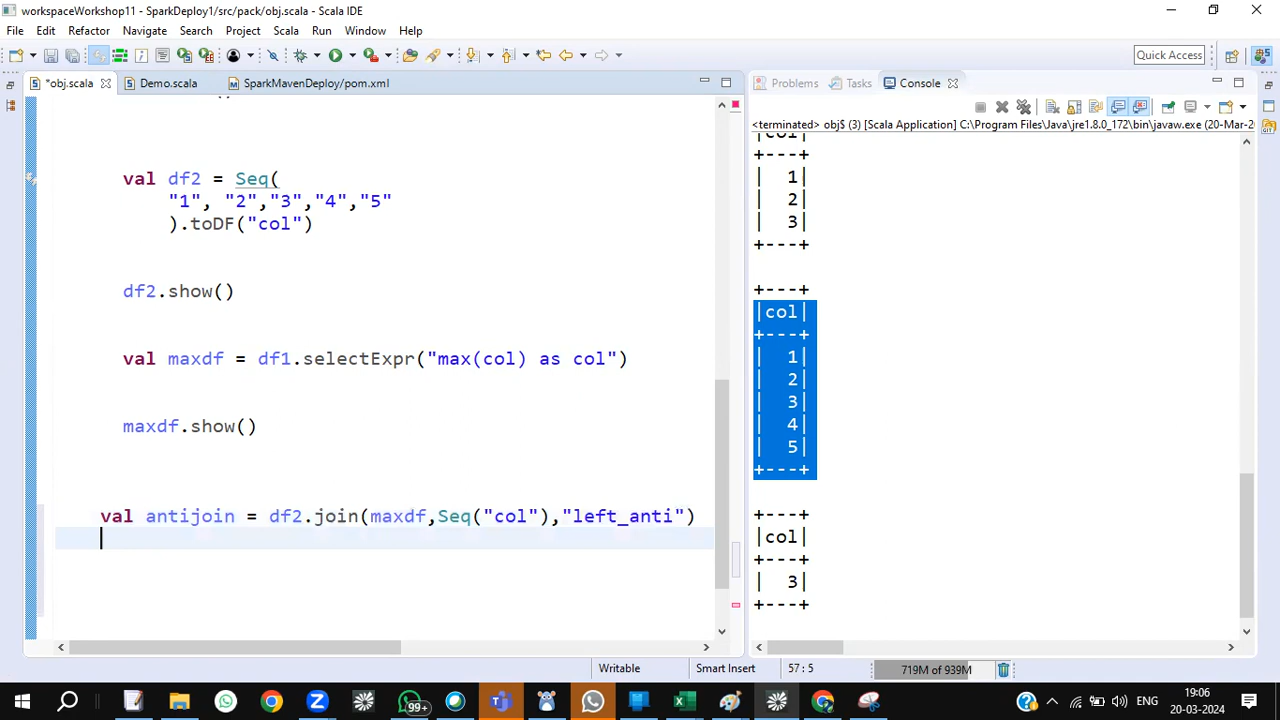 workspaceWorkshop11 - SparkDeploy1/src/pack/obj.scala - Scala IDE
File Edit Refactor Navigate Search Project Scala Run Window Help
Quick Access
*obj.scala Demo.scala SparkMavenDeploy/pom.xml
Problems Tasks Console
<terminated> obj$ (3) [Scala Application] C:\Program Files\Java\jre1.8.0_172\bin\javaw.exe (20-Mar-2
val df2 = Seq(
"1", "2","3","4","5"
).toDF("col")
df2.show()
val maxdf = df1.selectExpr("max(col) as col")
maxdf.show()
val antijoin = df2.join(maxdf,Seq("col"),"left_anti")
|col|
+---+
| 1|
| 2|
| 3|
+---+
+---+
|col|
+---+
| 1|
| 2|
| 3|
| 4|
| 5|
+---+
+---+
|col|
+---+
| 3|
+---+
Writable Smart Insert 57 : 5 719M of 939M
99+
ENG
19:06
20-03-2024